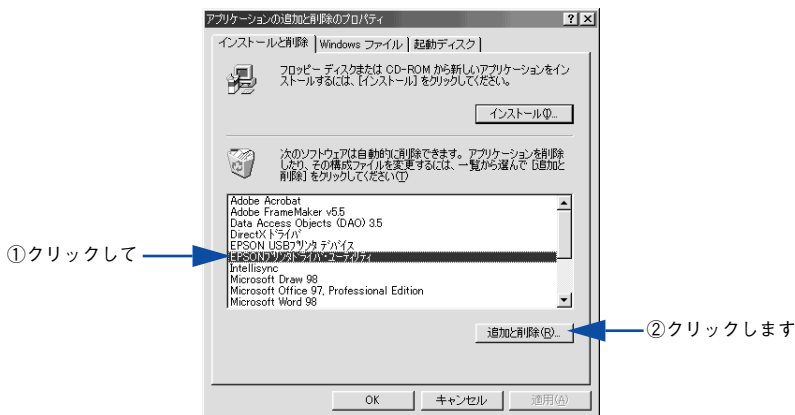 アプリケーションの追加と削除のプロパティ
インストールと削除
Windows ファイル
起動ディスク
フロッピー ディスクまたは CD-ROM から新しいアプリケーションをイン
ストールするには、[インストール] をクリックしてください。
インストール(I)...
次のソフトウェアは自動的に削除できます。アプリケーションを削除
したり、その構成ファイルを変更するには、一覧から選んで [追加と
削除] をクリックしてください(T)
Adobe Acrobat
Adobe FrameMaker v5.5
Data Access Objects (DAO) 3.5
DirectX ドライバ
EPSON USBプリンタ デバイス
①クリックして
EPSONプリンタドライバ・ユーティリティ
Intellisync
Microsoft Draw 98
Microsoft Office 97, Professional Edition
Microsoft Word 98
追加と削除(R)...
②クリックします
OK
キャンセル
適用(A)